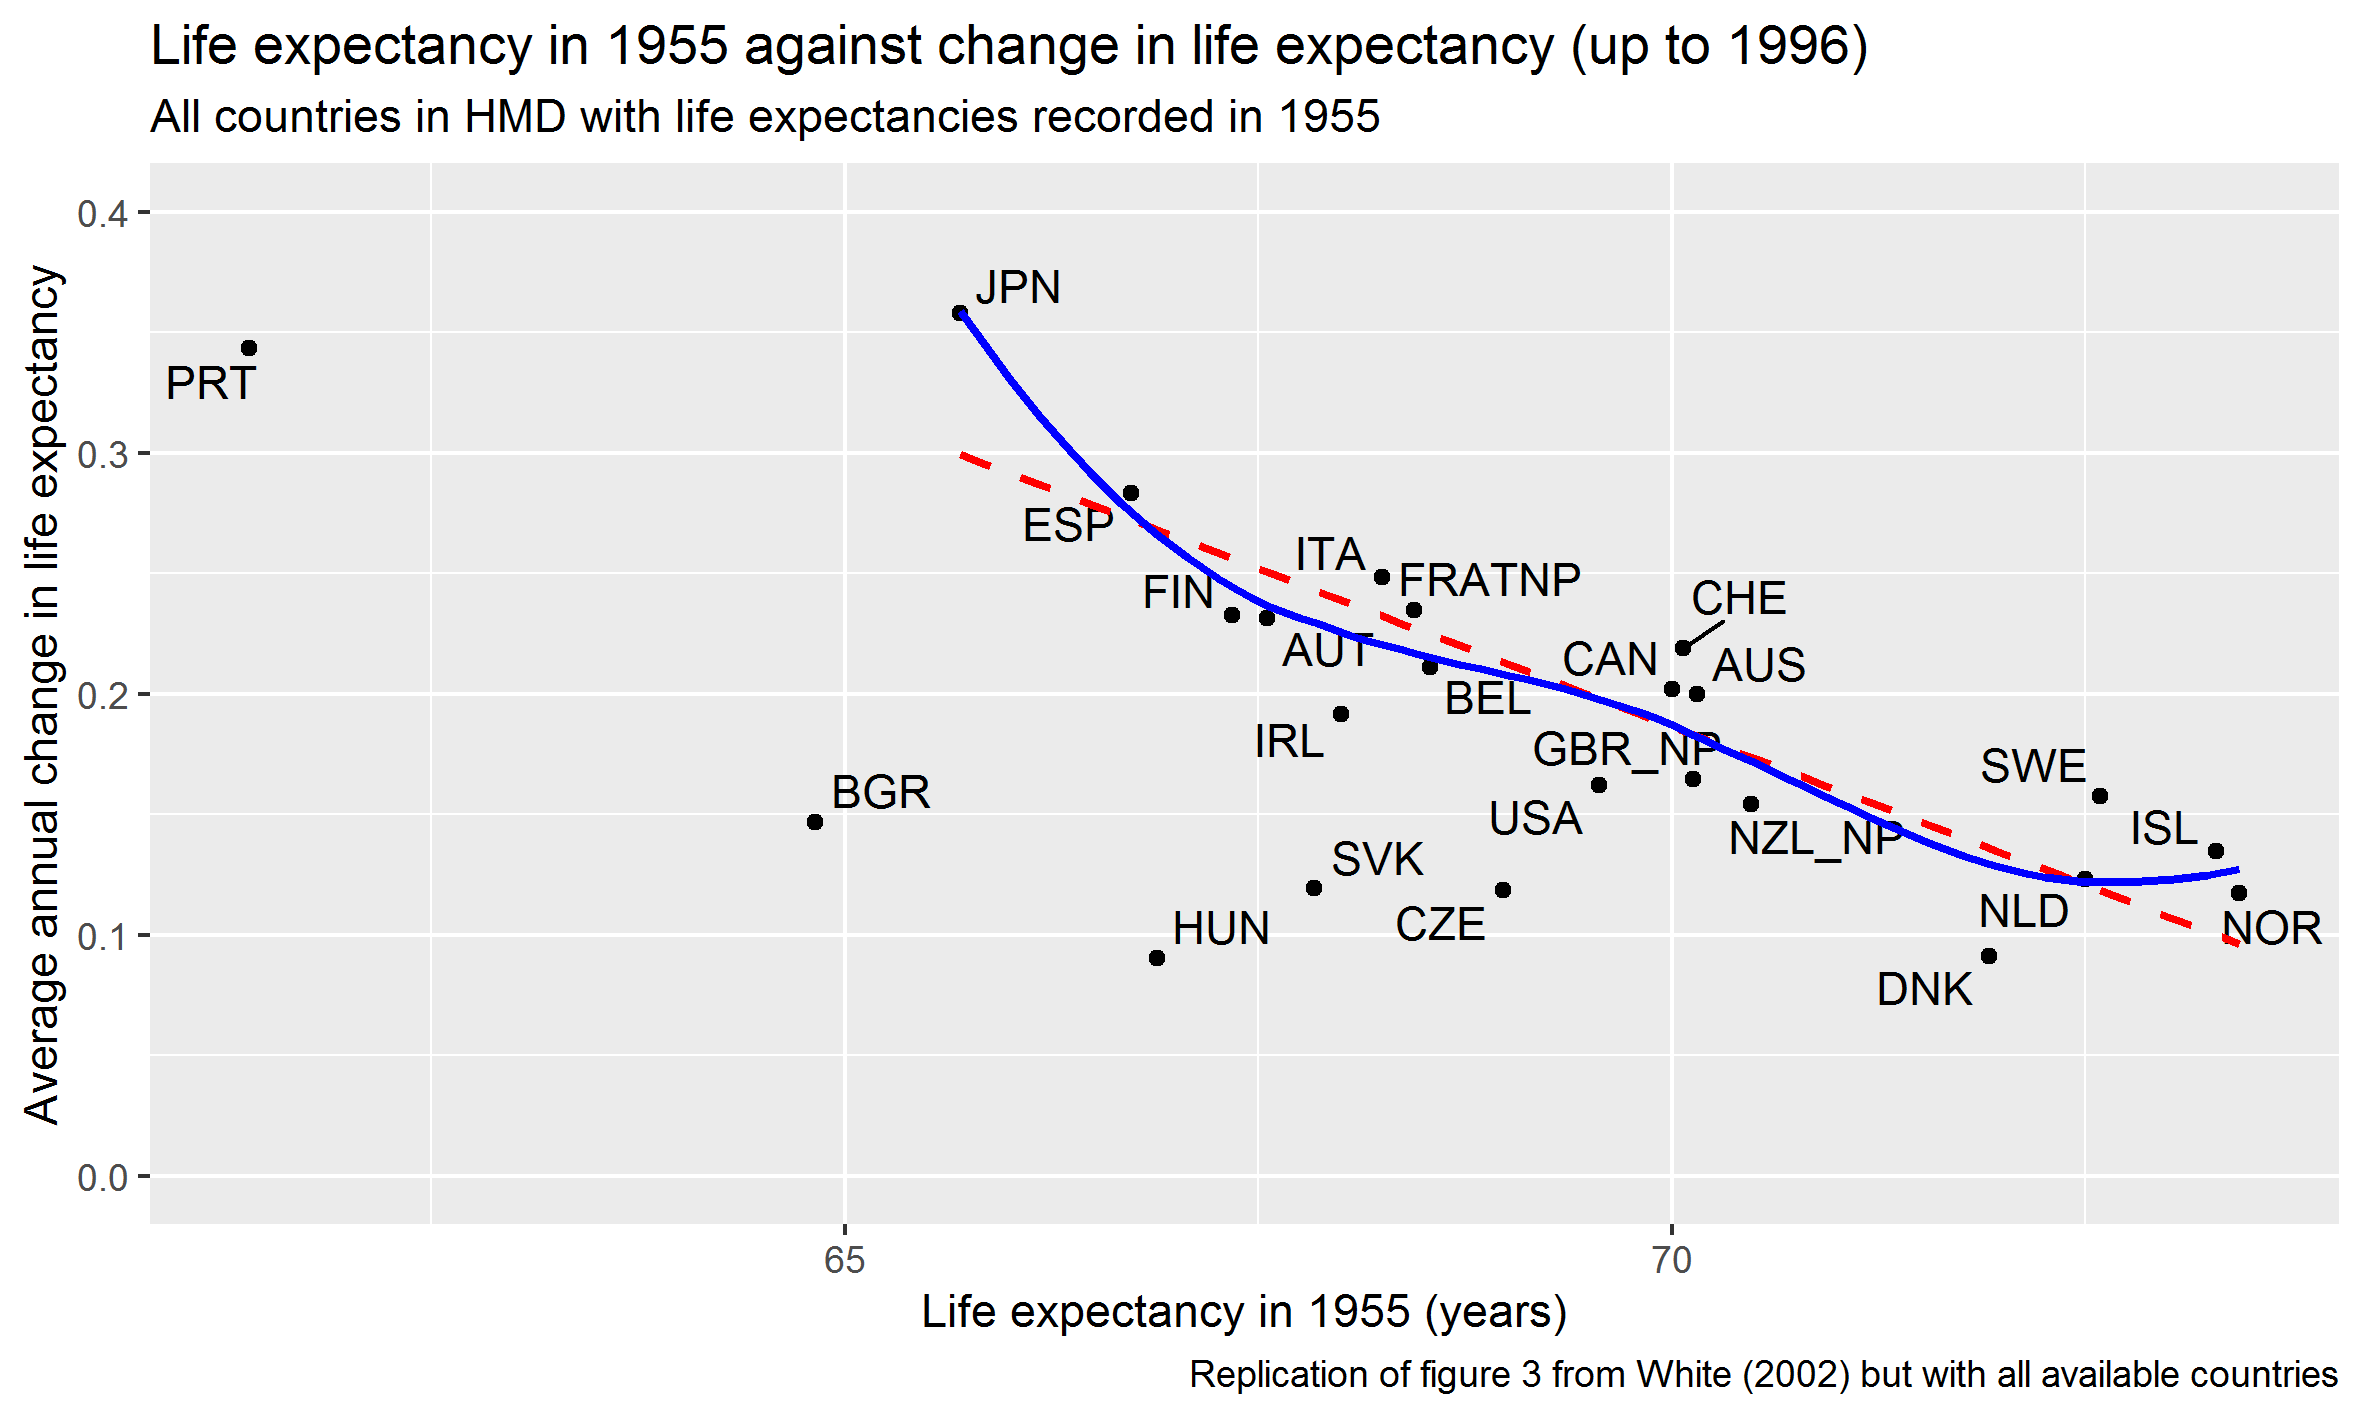 Life expectancy in 1955 against change in life expectancy (up to 1996)
All countries in HMD with life expectancies recorded in 1955
Average annual change in life expectancy
0.4
0.3
0.2
0.1
0.0
JPN
PRT
ESP
ITA
FRATNP
FIN
CHE
AUT
CAN
AUS
BEL
IRL
GBR_NP
SWE
BGR
USA
ISL
NZL_NP
SVK
CZE
NLD
HUN
NOR
DNK
65
70
Life expectancy in 1955 (years)
Replication of figure 3 from White (2002) but with all available countries